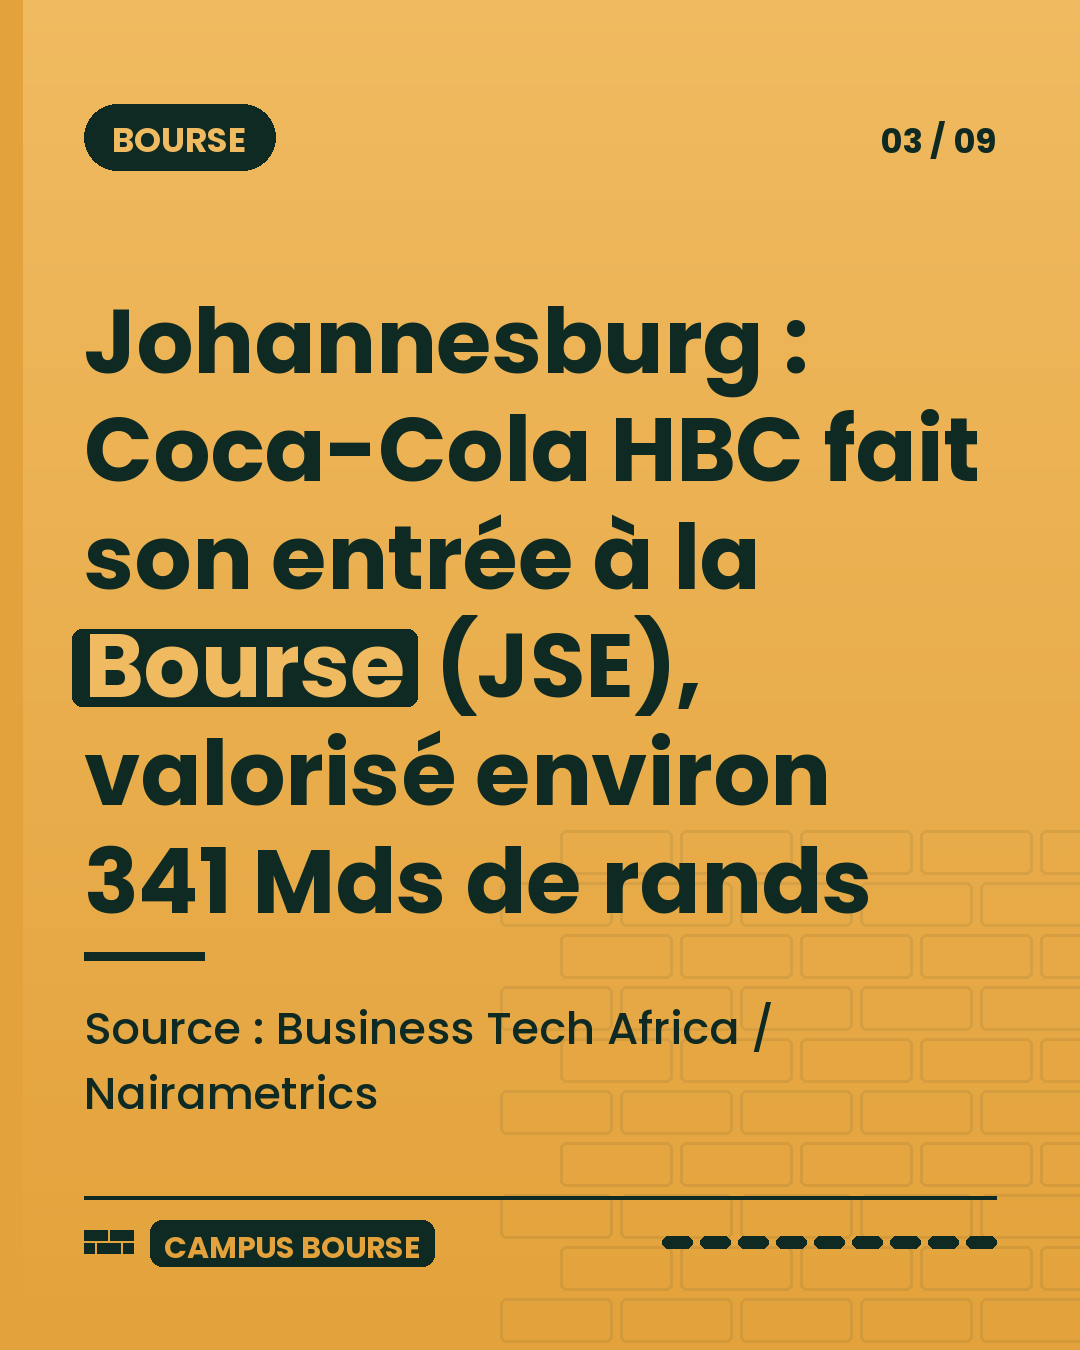 BOURSE
03 / 09
Johannesburg :
Coca-Cola HBC fait
son entrée à la
Bourse (JSE),
valorisé environ
341 Mds de rands
Source : Business Tech Africa /
Nairametrics
CAMPUS BOURSE